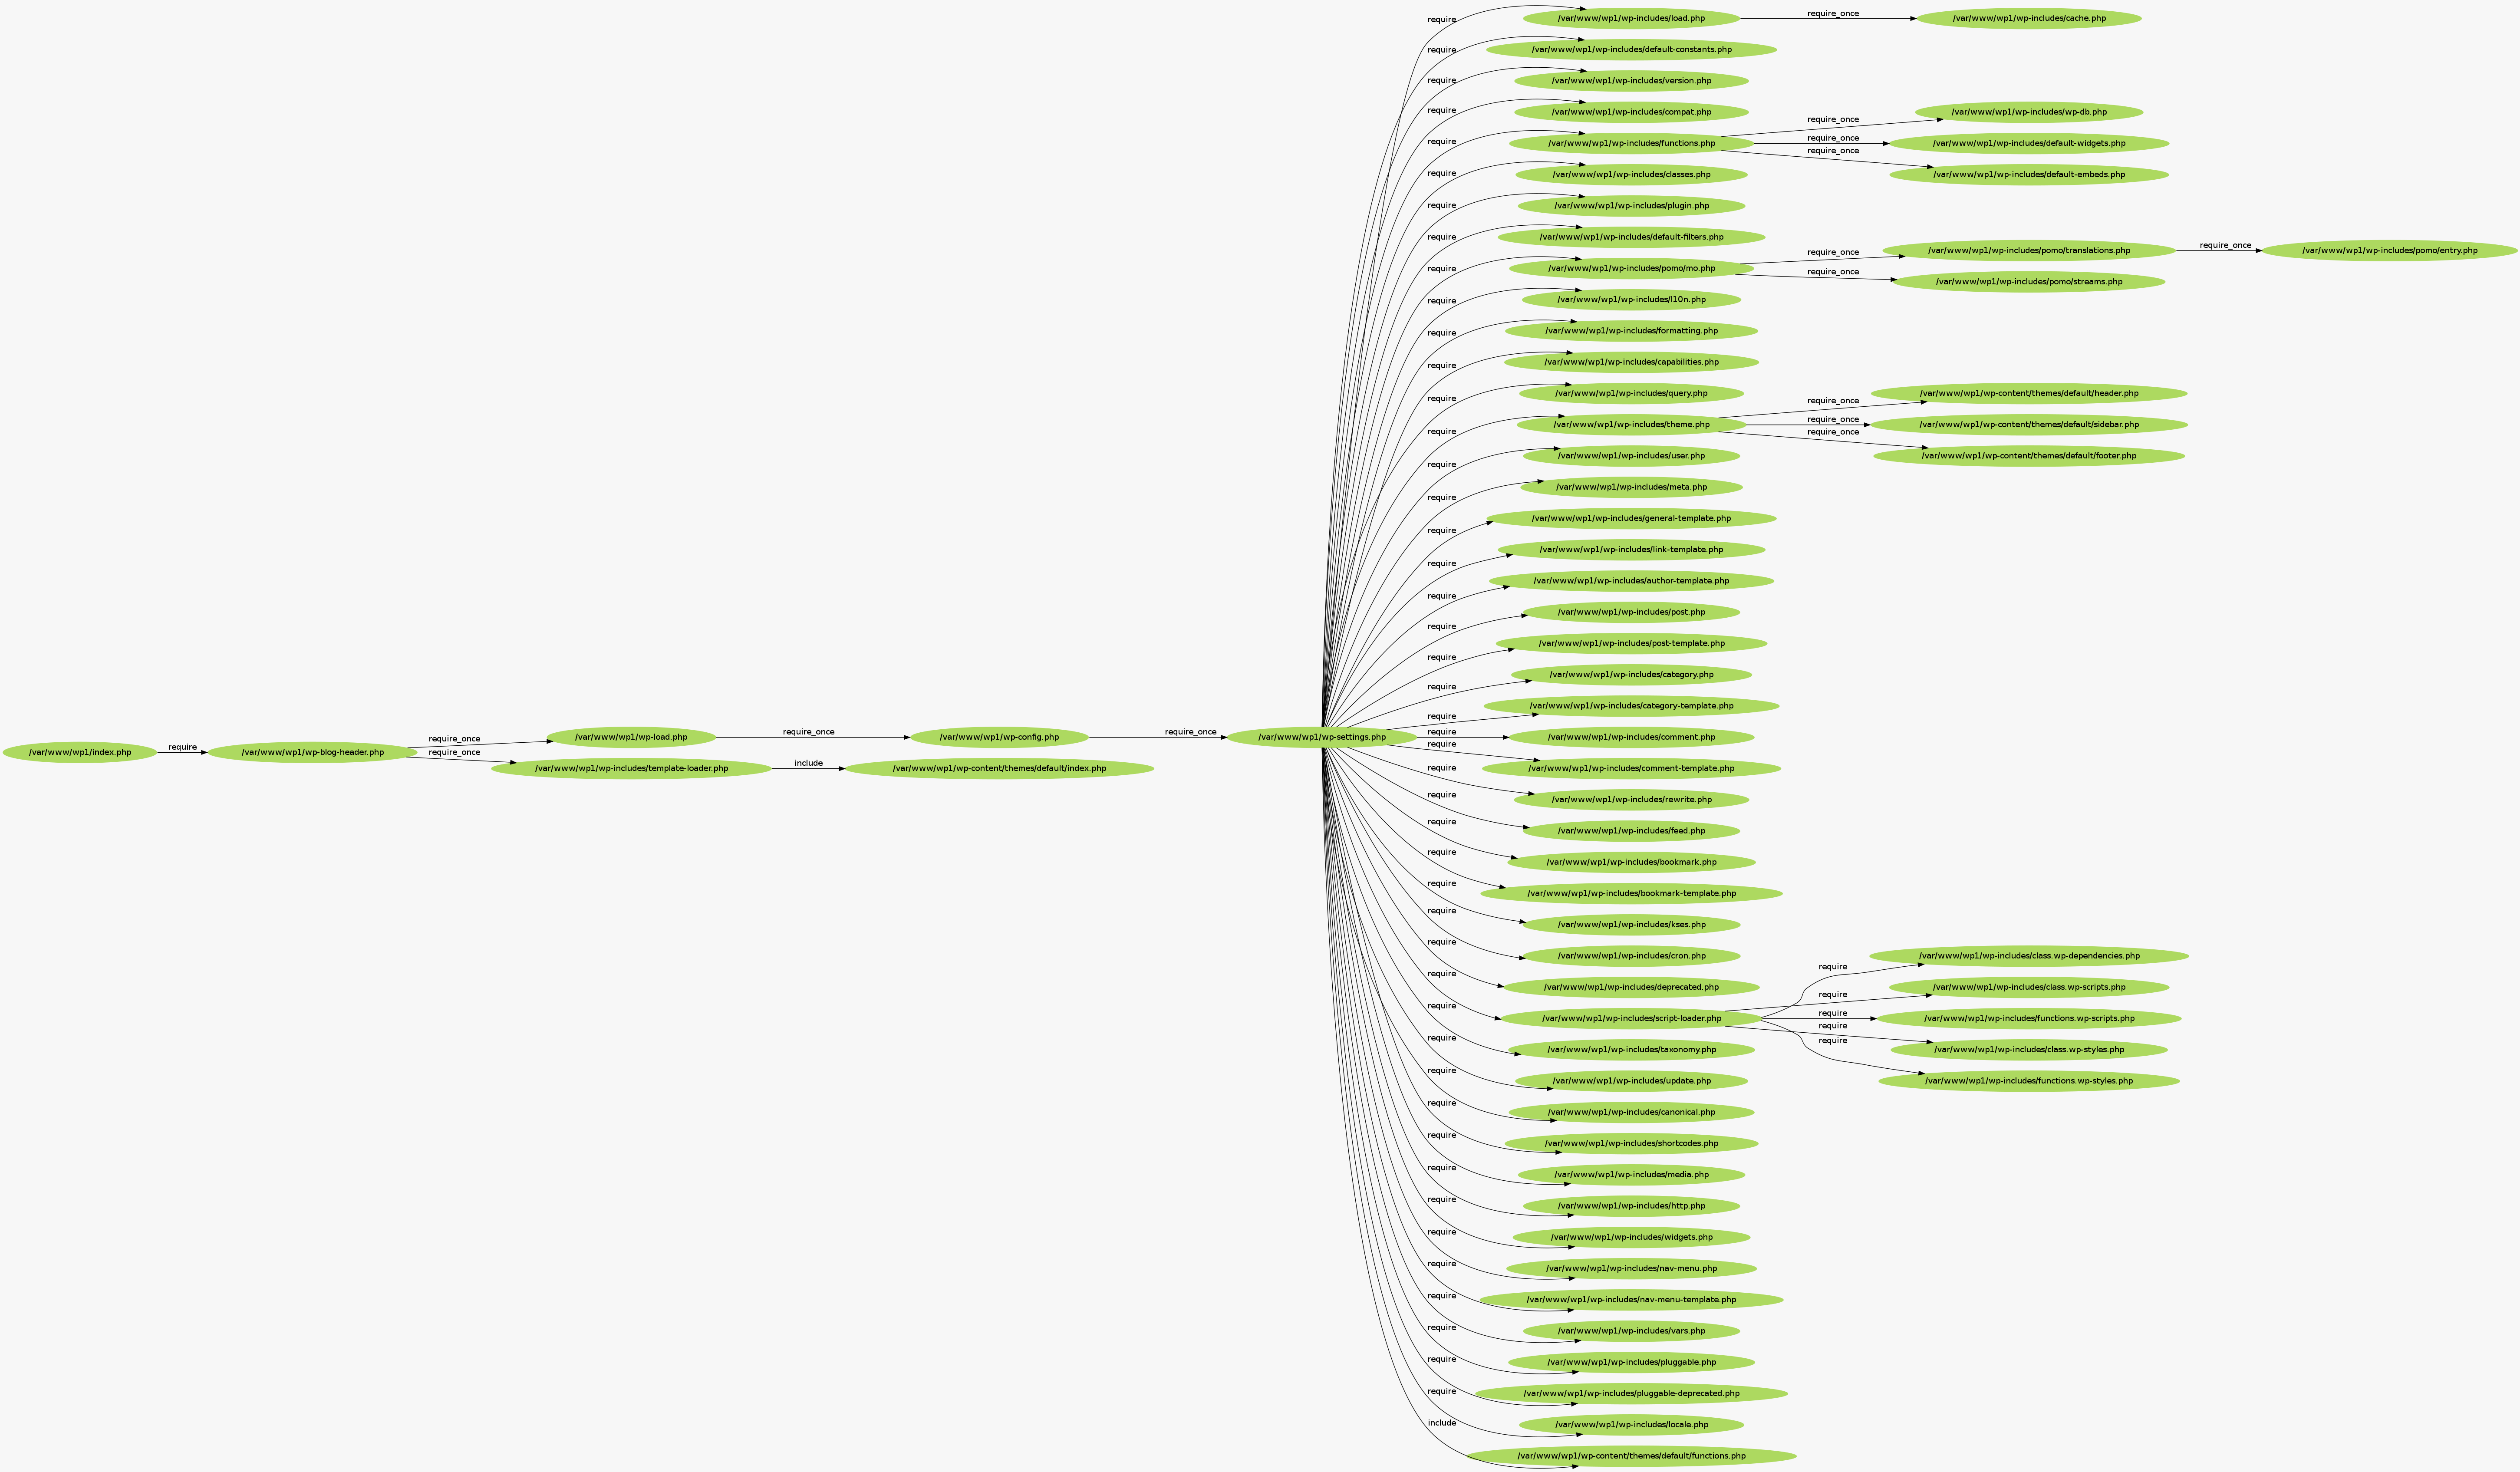 /var/www/wp1/index.php
require
/var/www/wp1/wp-blog-header.php
require_once
/var/www/wp1/wp-load.php
require_once
/var/www/wp1/wp-config.php
require_once
/var/www/wp1/wp-settings.php
require_once
/var/www/wp1/wp-includes/template-loader.php
include
/var/www/wp1/wp-content/themes/default/index.php
require
/var/www/wp1/wp-includes/load.php
require_once
/var/www/wp1/wp-includes/cache.php
require
/var/www/wp1/wp-includes/default-constants.php
require
/var/www/wp1/wp-includes/version.php
require
/var/www/wp1/wp-includes/compat.php
require
/var/www/wp1/wp-includes/functions.php
require_once
/var/www/wp1/wp-includes/wp-db.php
require_once
/var/www/wp1/wp-includes/default-widgets.php
require_once
/var/www/wp1/wp-includes/default-embeds.php
require
/var/www/wp1/wp-includes/classes.php
require
/var/www/wp1/wp-includes/plugin.php
require
/var/www/wp1/wp-includes/default-filters.php
require
/var/www/wp1/wp-includes/pomo/mo.php
require_once
/var/www/wp1/wp-includes/pomo/translations.php
require_once
/var/www/wp1/wp-includes/pomo/entry.php
require_once
/var/www/wp1/wp-includes/pomo/streams.php
require
/var/www/wp1/wp-includes/l10n.php
require
/var/www/wp1/wp-includes/formatting.php
require
/var/www/wp1/wp-includes/capabilities.php
require
/var/www/wp1/wp-includes/query.php
require
/var/www/wp1/wp-includes/theme.php
require_once
/var/www/wp1/wp-content/themes/default/header.php
require_once
/var/www/wp1/wp-content/themes/default/sidebar.php
require_once
/var/www/wp1/wp-content/themes/default/footer.php
require
/var/www/wp1/wp-includes/user.php
require
/var/www/wp1/wp-includes/meta.php
require
/var/www/wp1/wp-includes/general-template.php
require
/var/www/wp1/wp-includes/link-template.php
require
/var/www/wp1/wp-includes/author-template.php
require
/var/www/wp1/wp-includes/post.php
require
/var/www/wp1/wp-includes/post-template.php
require
/var/www/wp1/wp-includes/category.php
require
/var/www/wp1/wp-includes/category-template.php
require
/var/www/wp1/wp-includes/comment.php
require
/var/www/wp1/wp-includes/comment-template.php
require
/var/www/wp1/wp-includes/rewrite.php
require
/var/www/wp1/wp-includes/feed.php
require
/var/www/wp1/wp-includes/bookmark.php
require
/var/www/wp1/wp-includes/bookmark-template.php
require
/var/www/wp1/wp-includes/kses.php
require
/var/www/wp1/wp-includes/cron.php
require
/var/www/wp1/wp-includes/deprecated.php
require
/var/www/wp1/wp-includes/script-loader.php
require
/var/www/wp1/wp-includes/class.wp-dependencies.php
require
/var/www/wp1/wp-includes/class.wp-scripts.php
require
/var/www/wp1/wp-includes/functions.wp-scripts.php
require
/var/www/wp1/wp-includes/class.wp-styles.php
require
/var/www/wp1/wp-includes/functions.wp-styles.php
require
/var/www/wp1/wp-includes/taxonomy.php
require
/var/www/wp1/wp-includes/update.php
require
/var/www/wp1/wp-includes/canonical.php
require
/var/www/wp1/wp-includes/shortcodes.php
require
/var/www/wp1/wp-includes/media.php
require
/var/www/wp1/wp-includes/http.php
require
/var/www/wp1/wp-includes/widgets.php
require
/var/www/wp1/wp-includes/nav-menu.php
require
/var/www/wp1/wp-includes/nav-menu-template.php
require
/var/www/wp1/wp-includes/vars.php
require
/var/www/wp1/wp-includes/pluggable.php
require
/var/www/wp1/wp-includes/pluggable-deprecated.php
require
/var/www/wp1/wp-includes/locale.php
include
/var/www/wp1/wp-content/themes/default/functions.php